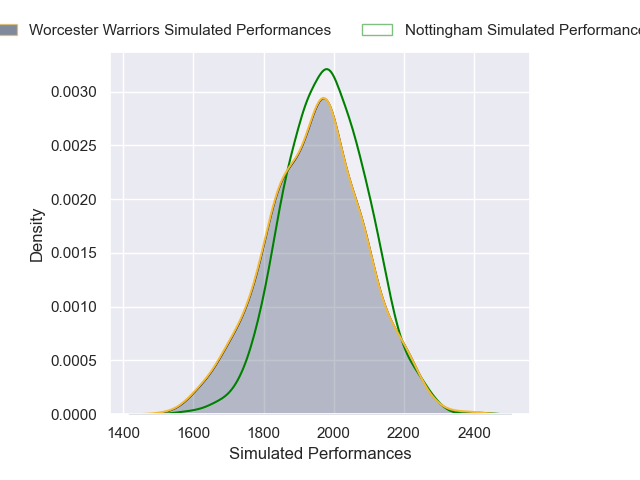 Worcester Warriors Simulated Performances
Nottingham Simulated Performance
0.0030
0.0025
0.0020
0.0015
0.0010
0.0005
0.0000
Density
1400 1600 1800 2000 2200 2400
Simulated Performances